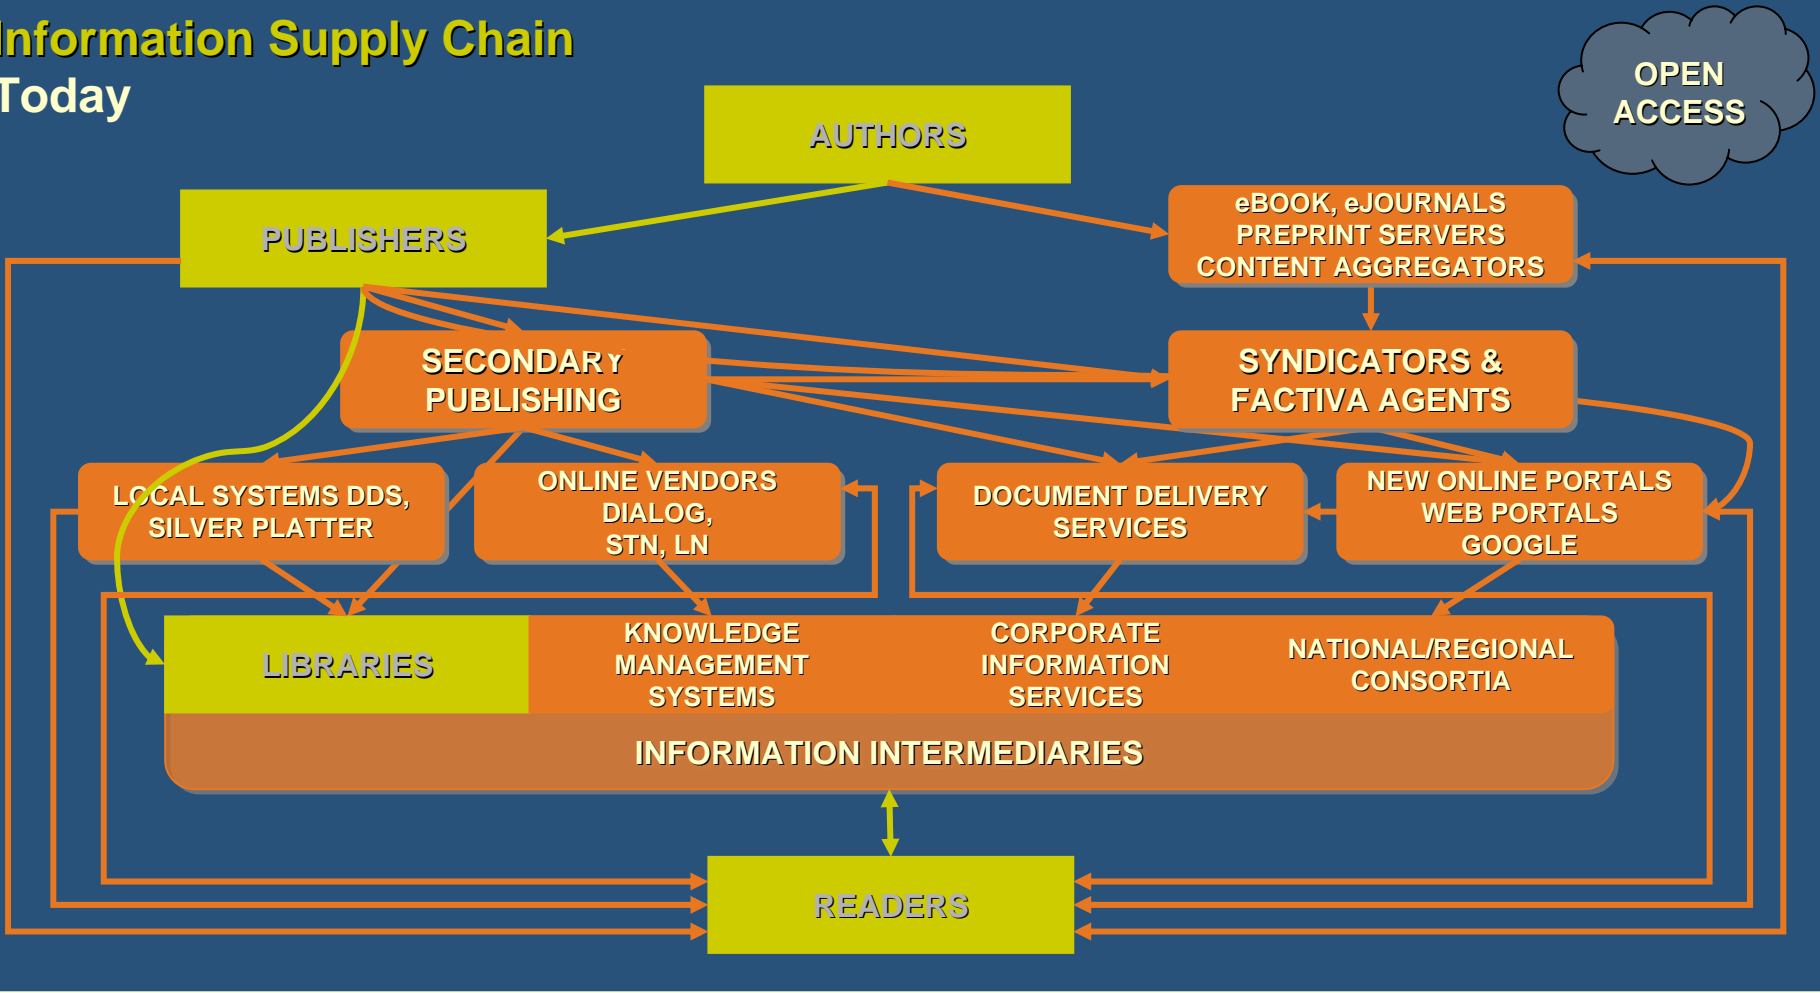 Information Supply Chain
Today
OPEN
ACCESS
AUTHORS
PUBLISHERS
eBOOK, eJOURNALS
PREPRINT SERVERS
CONTENT AGGREGATORS
SECONDARY
PUBLISHING
SYNDICATORS &
FACTIVA AGENTS
LOCAL SYSTEMS DDS,
SILVER PLATTER
ONLINE VENDORS
DIALOG,
STN, LN
DOCUMENT DELIVERY
SERVICES
NEW ONLINE PORTALS
WEB PORTALS
GOOGLE
LIBRARIES
KNOWLEDGE
MANAGEMENT
SYSTEMS
CORPORATE
INFORMATION
SERVICES
NATIONAL/REGIONAL
CONSORTIA
INFORMATION INTERMEDIARIES
READERS